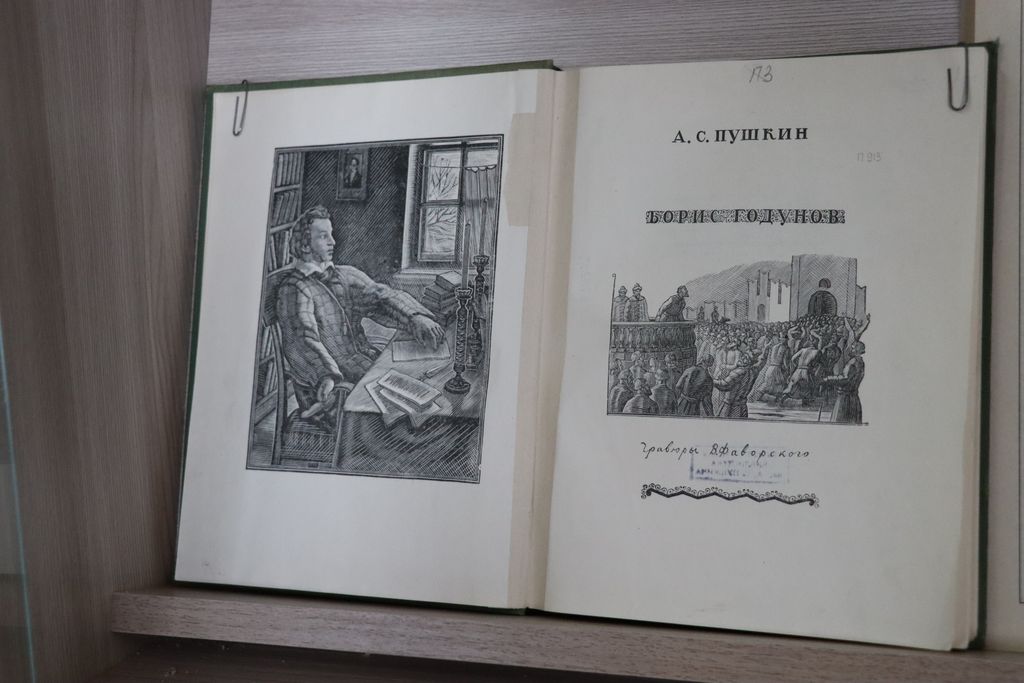 173
А. С. ПУШКИН
П 913
БОРИС ГОДУНОВ
Гравюры В. Фаворского